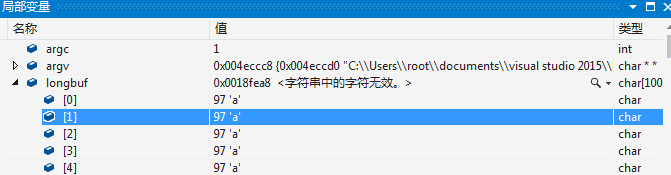 局部变量
名称 值 类型
argc 1 int
argv 0x004eccc8 {0x004eccd0 "C:\\Users\\root\\documents\\visual studio 2015\\ char * *
longbuf 0x0018fea8 <字符串中的字符无效。> char[100
[0] 97 'a' char
[1] 97 'a' char
[2] 97 'a' char
[3] 97 'a' char
[4] 97 'a' char